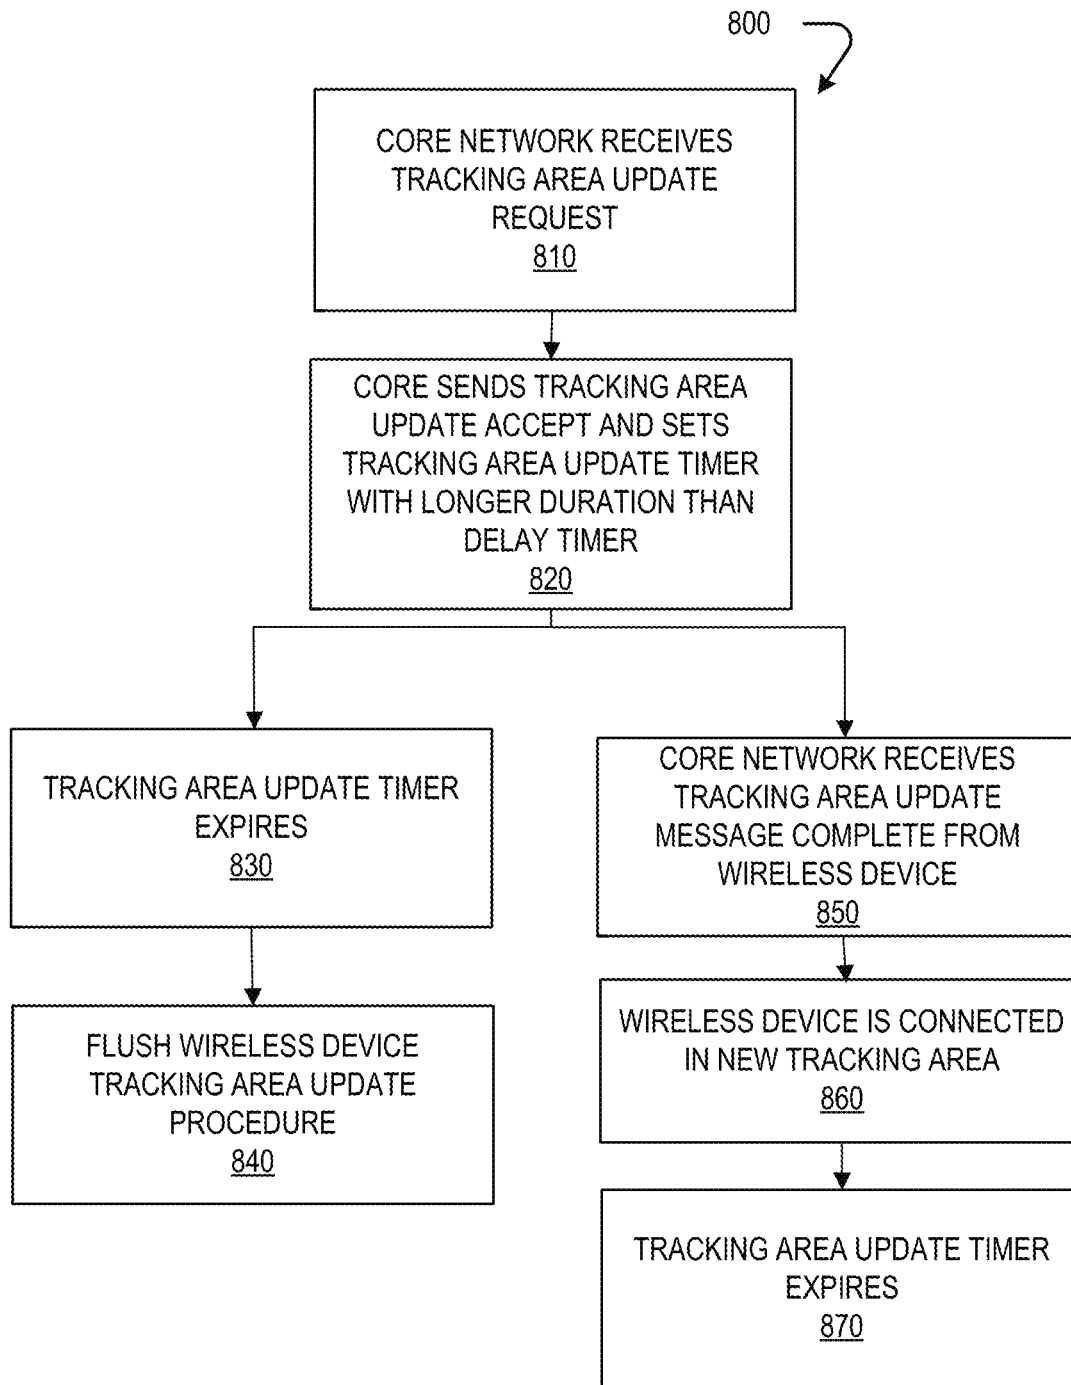 800
CORE NETWORK RECEIVES
TRACKING AREA UPDATE
REQUEST
810
CORE SENDS TRACKING AREA
UPDATE ACCEPT AND SETS
TRACKING AREA UPDATE TIMER
WITH LONGER DURATION THAN
DELAY TIMER
820
TRACKING AREA UPDATE TIMER
EXPIRES
830
FLUSH WIRELESS DEVICE
TRACKING AREA UPDATE
PROCEDURE
840
CORE NETWORK RECEIVES
TRACKING AREA UPDATE
MESSAGE COMPLETE FROM
WIRELESS DEVICE
850
WIRELESS DEVICE IS CONNECTED
IN NEW TRACKING AREA
860
TRACKING AREA UPDATE TIMER
EXPIRES
870